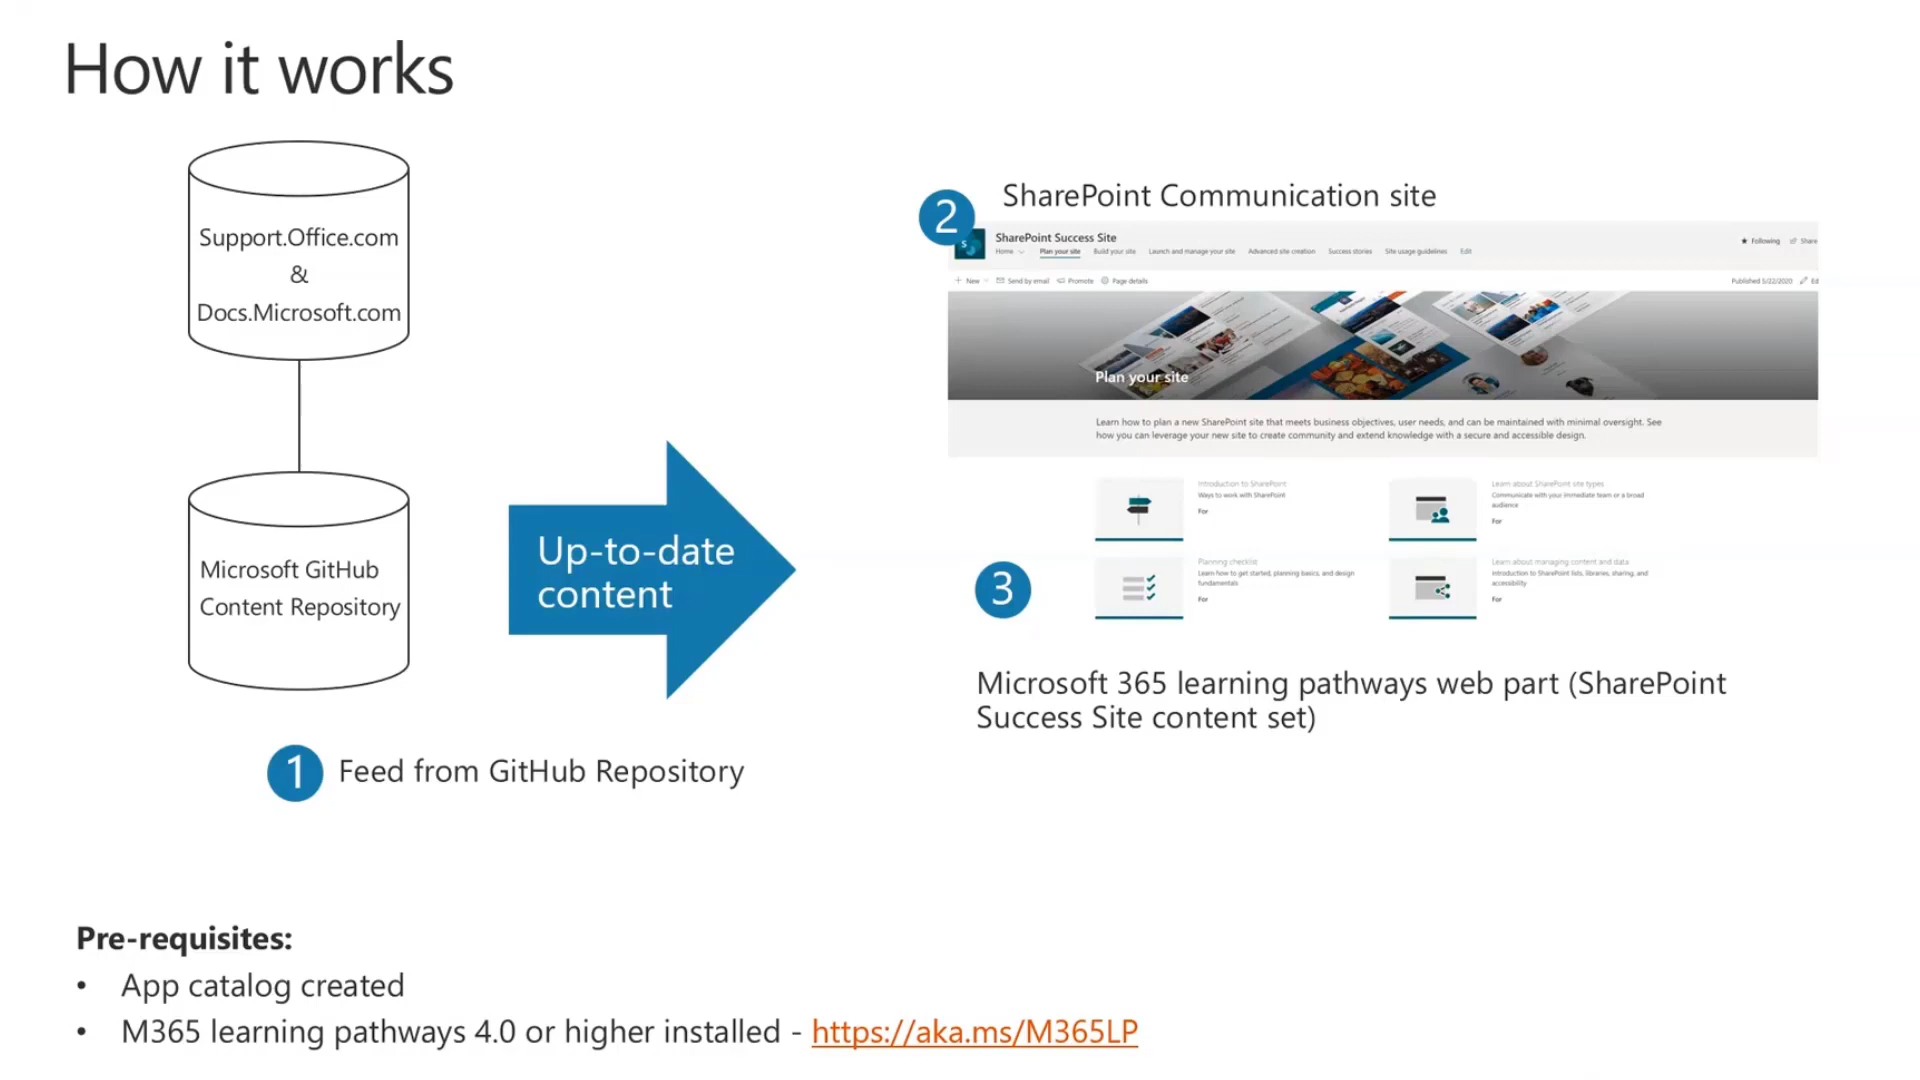 How it works
Support.Office.com
&
Docs.Microsoft.com
Microsoft GitHub
Content Repository
Up-to-date
content
1 Feed from GitHub Repository
2 SharePoint Communication site
SharePoint Success Site
Home Plan your site Build your site Launch and manage your site Advanced site creation Success stories Site usage guidelines Edit
Following Share
New Send by email Promote Page details
Published 5/22/2020 Ed
Plan your site
Learn how to plan a new SharePoint site that meets business objectives, user needs, and can be maintained with minimal oversight. See
how you can leverage your new site to create community and extend knowledge with a secure and accessible design.
Introduction to SharePoint
Ways to work with SharePoint
For
Learn about SharePoint site types
Communicate with your immediate team or a broad
audience
For
Planning checklist
Learn how to get started, planning basics, and design
fundamentals
For
Learn about managing content and data
Introduction to SharePoint lists, libraries, sharing, and
accessibility
For
3
Microsoft 365 learning pathways web part (SharePoint
Success Site content set)
Pre-requisites:
• App catalog created
• M365 learning pathways 4.0 or higher installed - https://aka.ms/M365LP